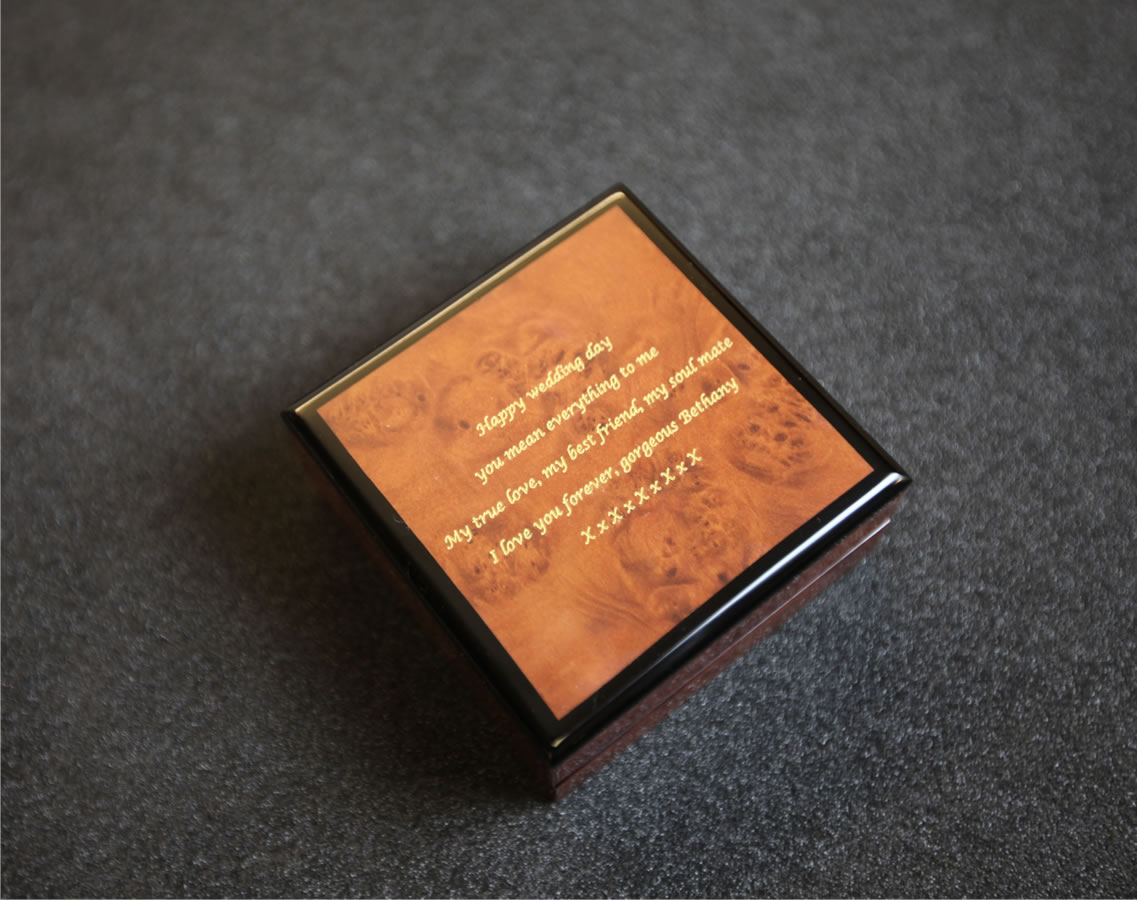 Happy wedding day
you mean everything to me
My true love, my best friend, my soul mate
I love you forever, gorgeous Bethany
X x X x X x X x X